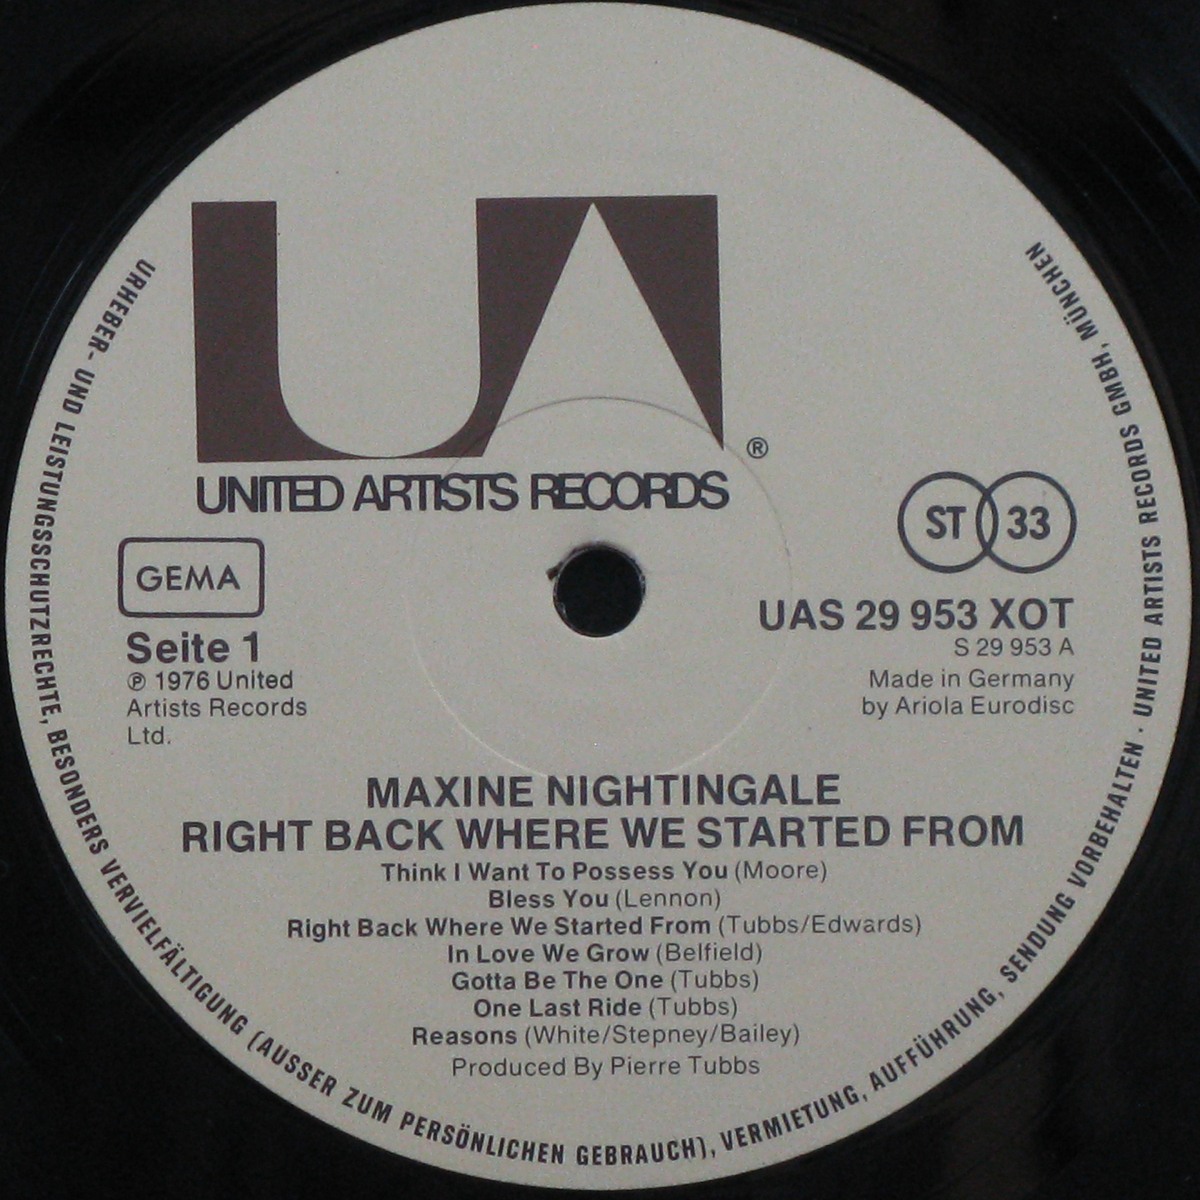 UA ®
UNITED ARTISTS RECORDS
ST 33
GEMA
Seite 1
℗ 1976 United
Artists Records
Ltd.
UAS 29 953 XOT
S 29 953 A
Made in Germany
by Ariola Eurodisc
MAXINE NIGHTINGALE
RIGHT BACK WHERE WE STARTED FROM
Think I Want To Possess You (Moore)
Bless You (Lennon)
Right Back Where We Started From (Tubbs/Edwards)
In Love We Grow (Belfield)
Gotta Be The One (Tubbs)
One Last Ride (Tubbs)
Reasons (White/Stepney/Bailey)
Produced By Pierre Tubbs
URHEBER- UND LEISTUNGSSCHUTZRECHTE, BESONDERS VERVIELFÄLTIGUNG (AUSSER ZUM PERSÖNLICHEN GEBRAUCH), VERMIETUNG, AUFFÜHRUNG, SENDUNG VORBEHALTEN · UNITED ARTISTS RECORDS GMBH, MÜNCHEN